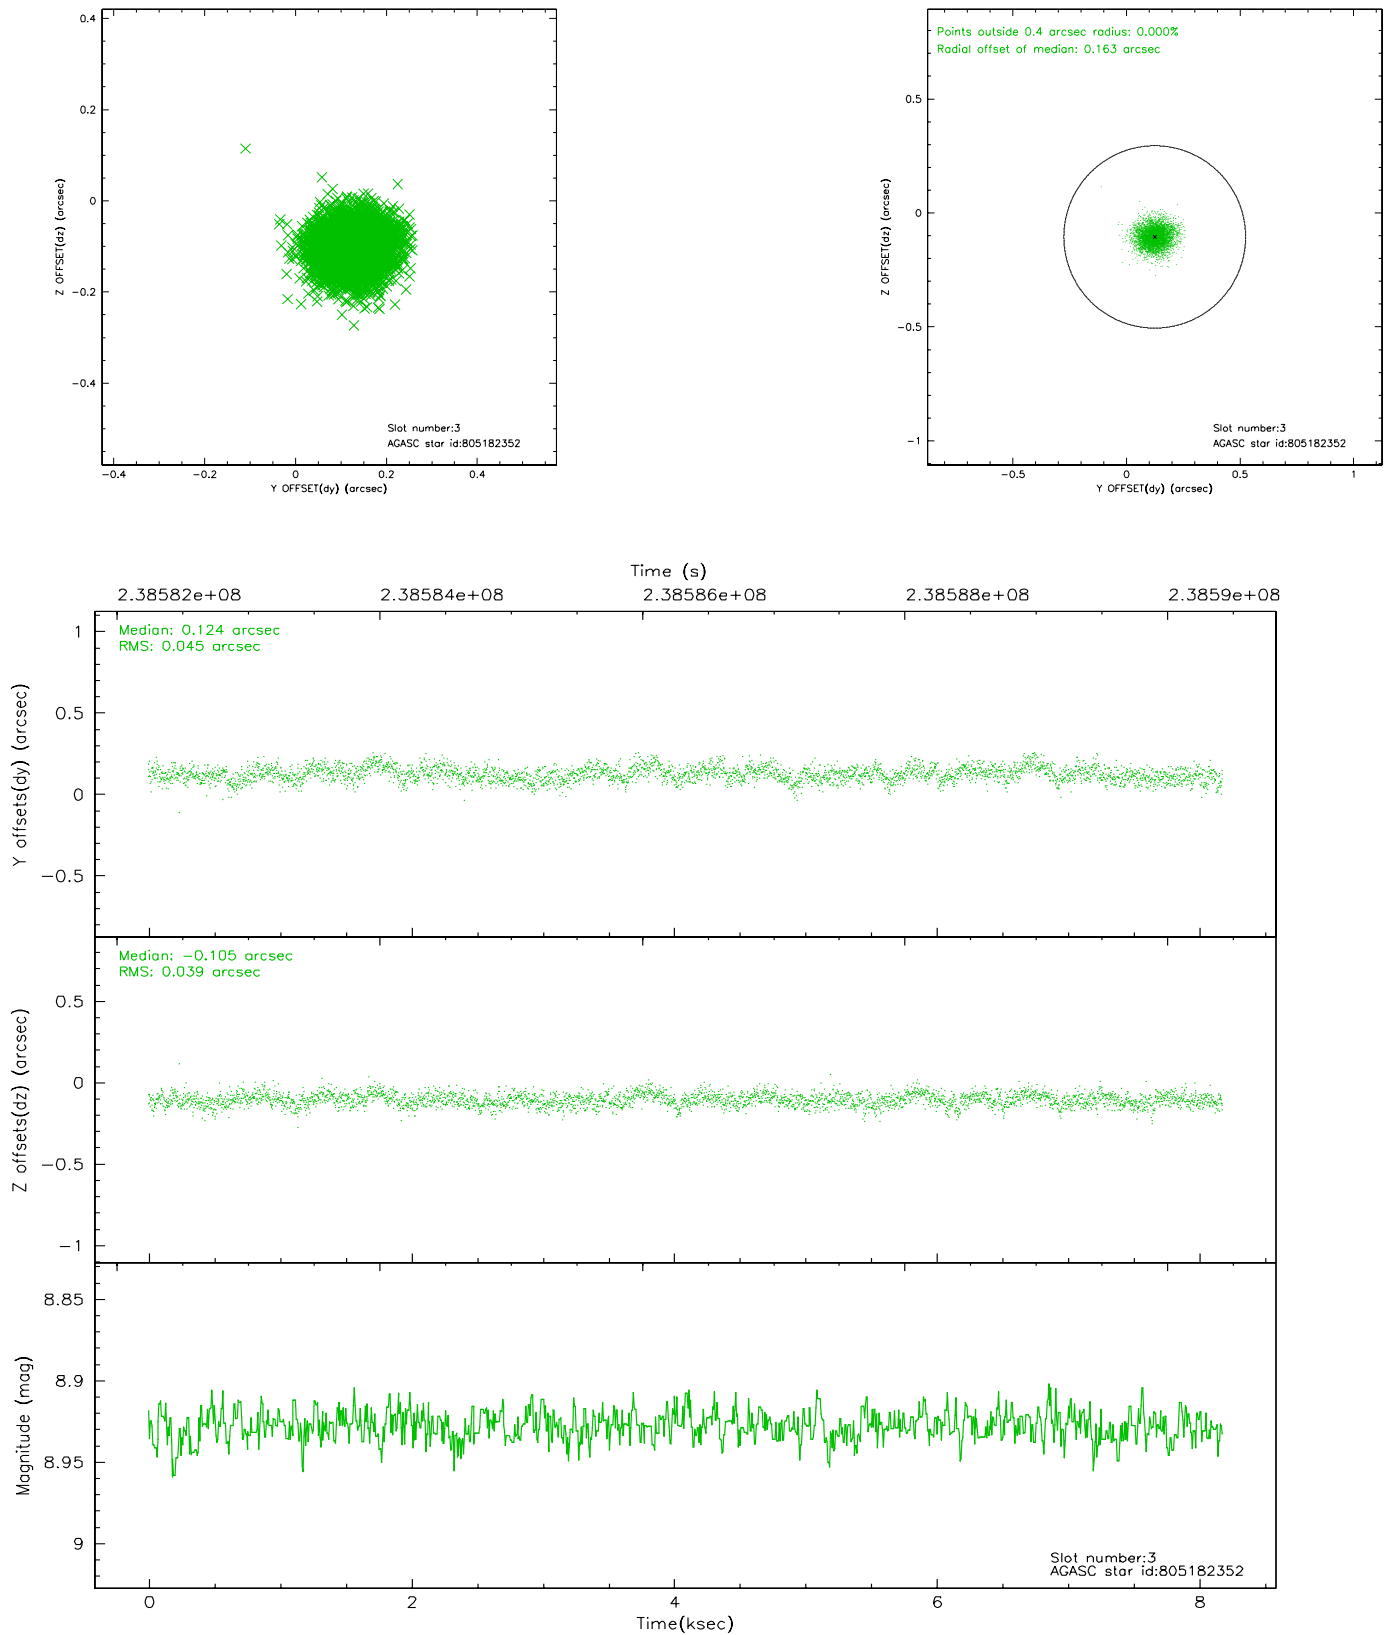 0.4
0.2
0
−0.2
−0.4
Z OFFSET(dz) (arcsec)
−0.4 −0.2 0 0.2 0.4
Y OFFSET(dy) (arcsec)
Slot number:3
AGASC star id:805182352
Points outside 0.4 arcsec radius: 0.000%
Radial offset of median: 0.163 arcsec
0.5
0
−0.5
−1
Z OFFSET(dz) (arcsec)
−0.5 0 0.5 1
Y OFFSET(dy) (arcsec)
Slot number:3
AGASC star id:805182352
Time (s)
2.38582e+08 2.38584e+08 2.38586e+08 2.38588e+08 2.3859e+08
Median: 0.124 arcsec
RMS: 0.045 arcsec
1
0.5
0
−0.5
Y offsets(dy) (arcsec)
Median: −0.105 arcsec
RMS: 0.039 arcsec
0.5
0
−0.5
−1
Z offsets(dz) (arcsec)
8.85
8.9
8.95
9
Magnitude (mag)
Slot number:3
AGASC star id:805182352
0 2 4 6 8
Time(ksec)